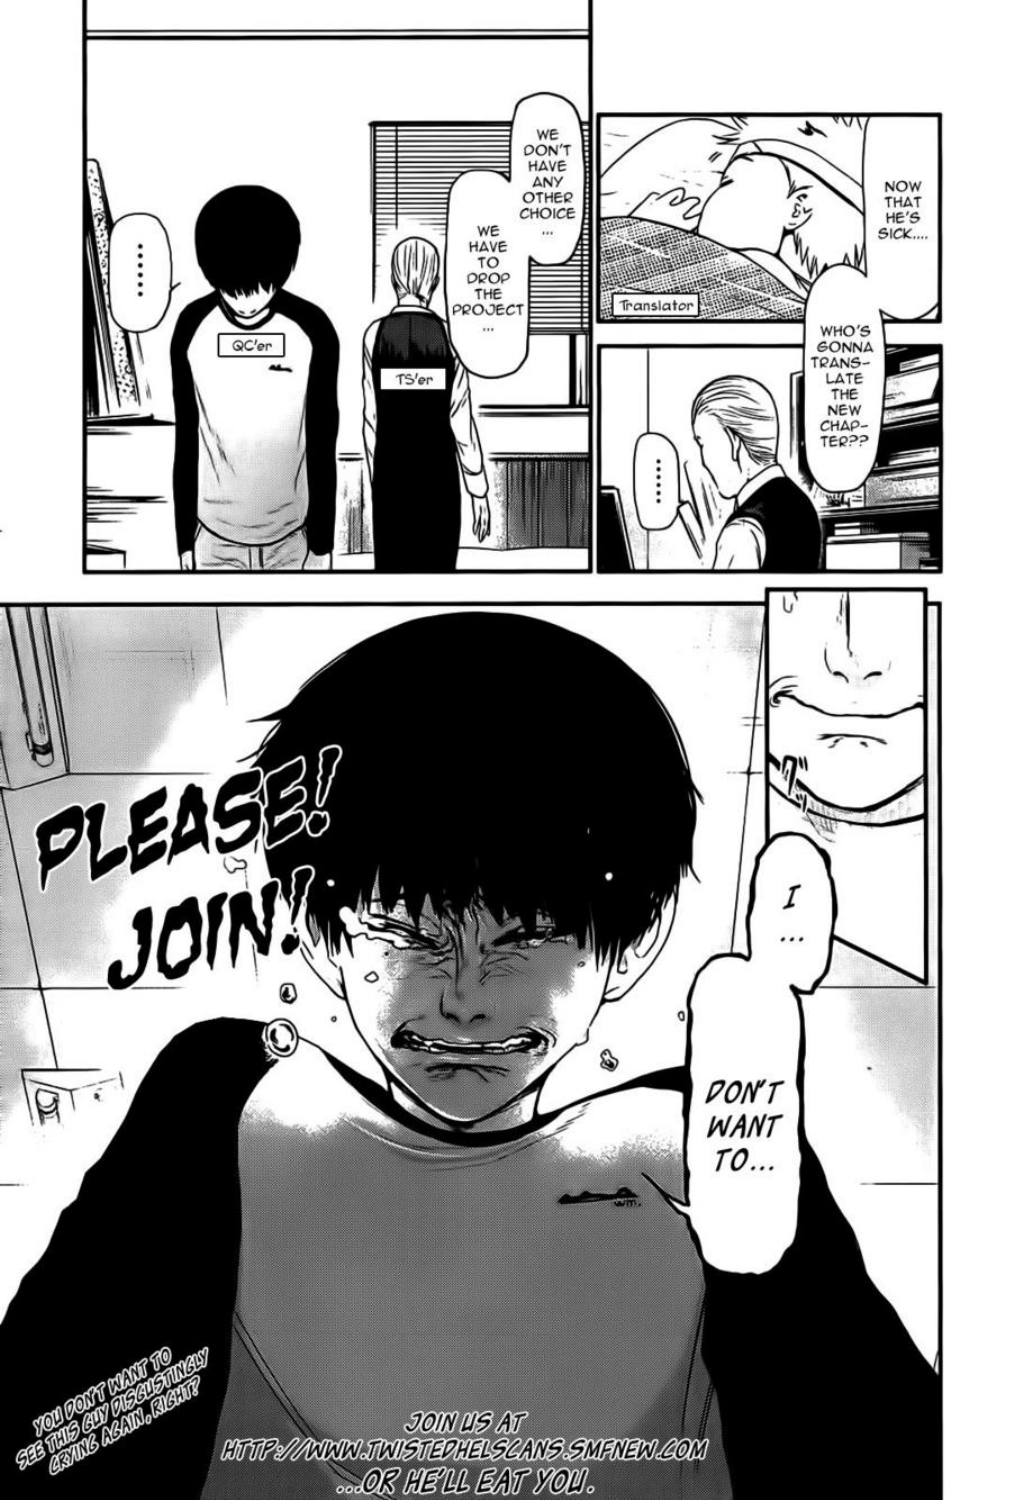 NOW
THAT
HE'S
SICK....
Translator
WHO'S
GONNA
TRANS-
LATE
THE
NEW
CHAP-
TER??
....
WE
DON'T
HAVE
ANY
OTHER
CHOICE
...
WE
HAVE
TO
DROP
THE
PROJECT
...
TS'er
QC'er
.....
グッ
I
...
DON'T
WANT
TO...
PLEASE!
JOIN!
YOU DON'T WANT TO
SEE THIS GUY DISGUSTINGLY
CRYING AGAIN, RIGHT?
JOIN US AT
HTTP://WWW.TWISTEDHELSCANS.SMFNEW.COM
...OR HE'LL EAT YOU.